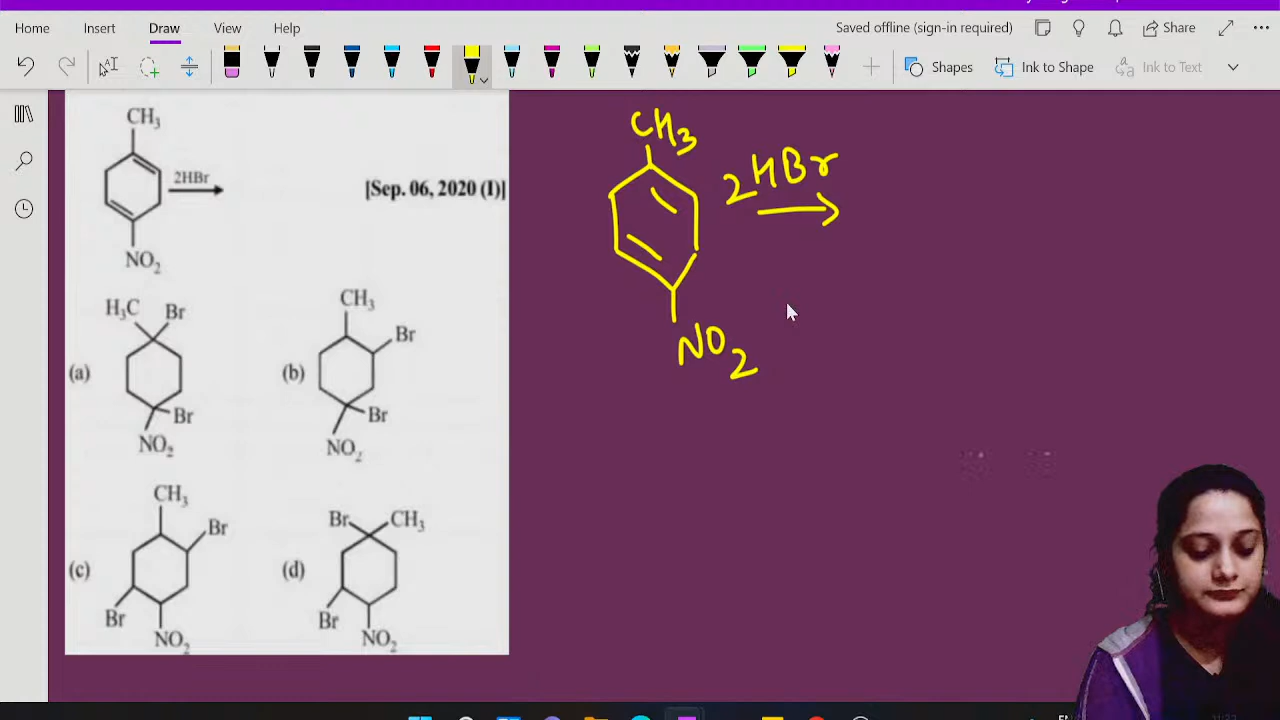 Home Insert Draw View Help Saved offline (sign-in required) Share
Ink to Shape Ink to Text Shapes
CH3
2HBr
[Sep. 06, 2020 (I)]
NO2
(a) H3C Br
Br
NO2
(b) CH3
Br
Br
NO2
(c) CH3
Br
Br
NO2
(d) Br CH3
Br
NO2
CH3
2HBr
NO2